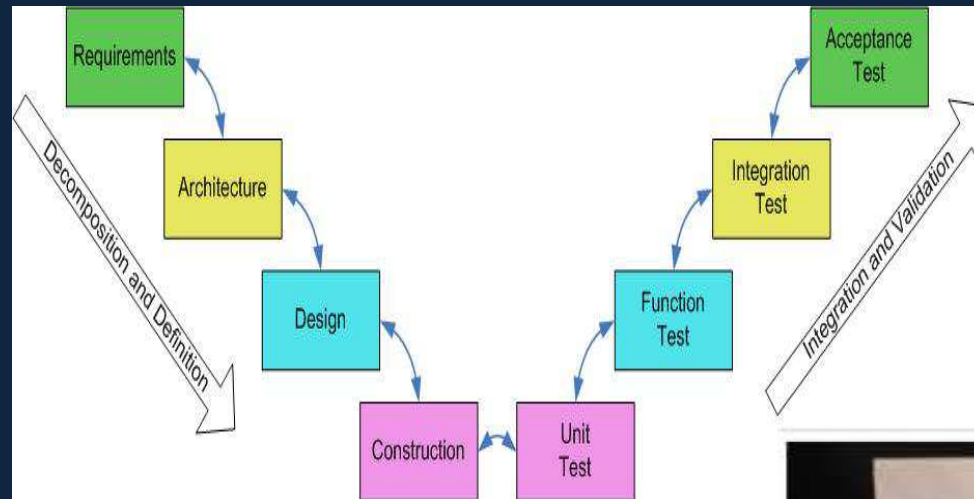 Requirements
Acceptance
Test
Architecture
Integration
Test
Design
Function
Test
Construction
Unit
Test
Decomposition and Definition
Integration and Validation